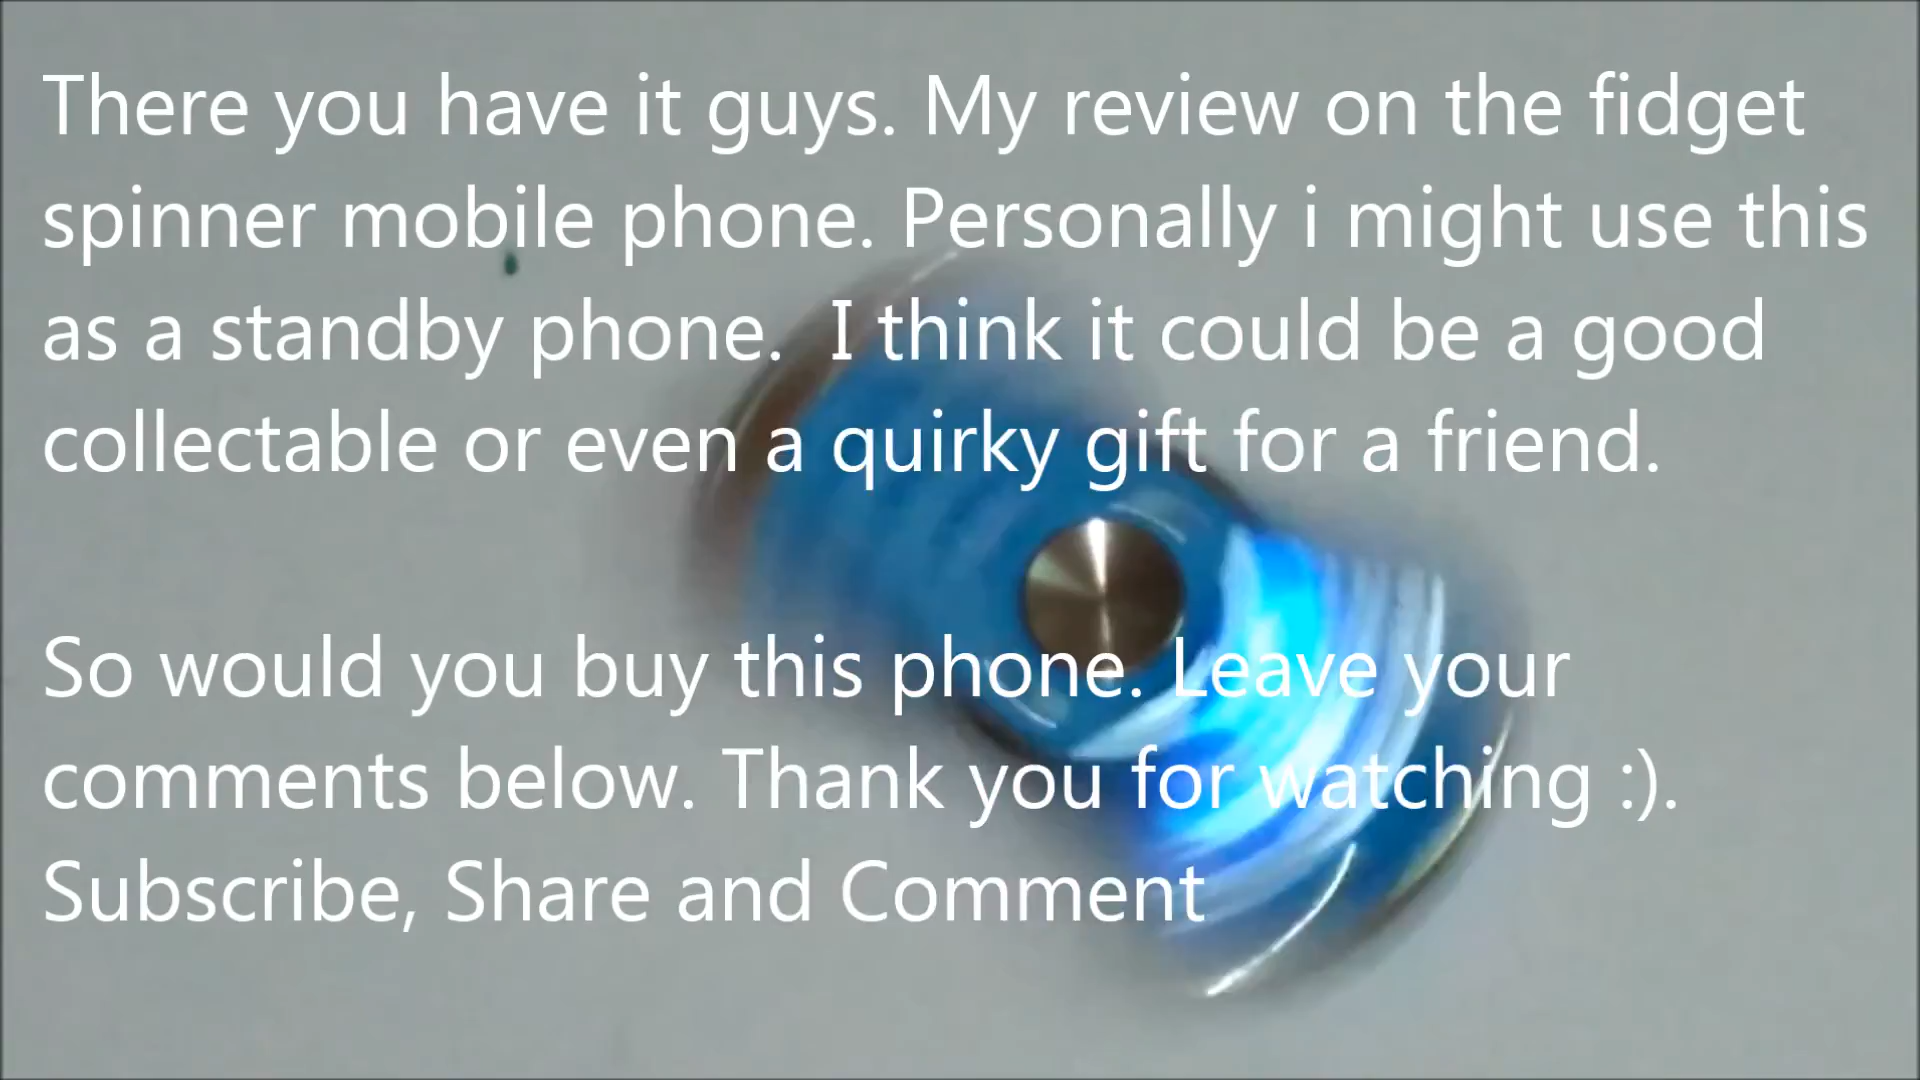 There you have it guys. My review on the fidget
spinner mobile phone. Personally i might use this
as a standby phone.  I think it could be a good
collectable or even a quirky gift for a friend.
So would you buy this phone. Leave your
comments below. Thank you for watching :).
Subscribe, Share and Comment